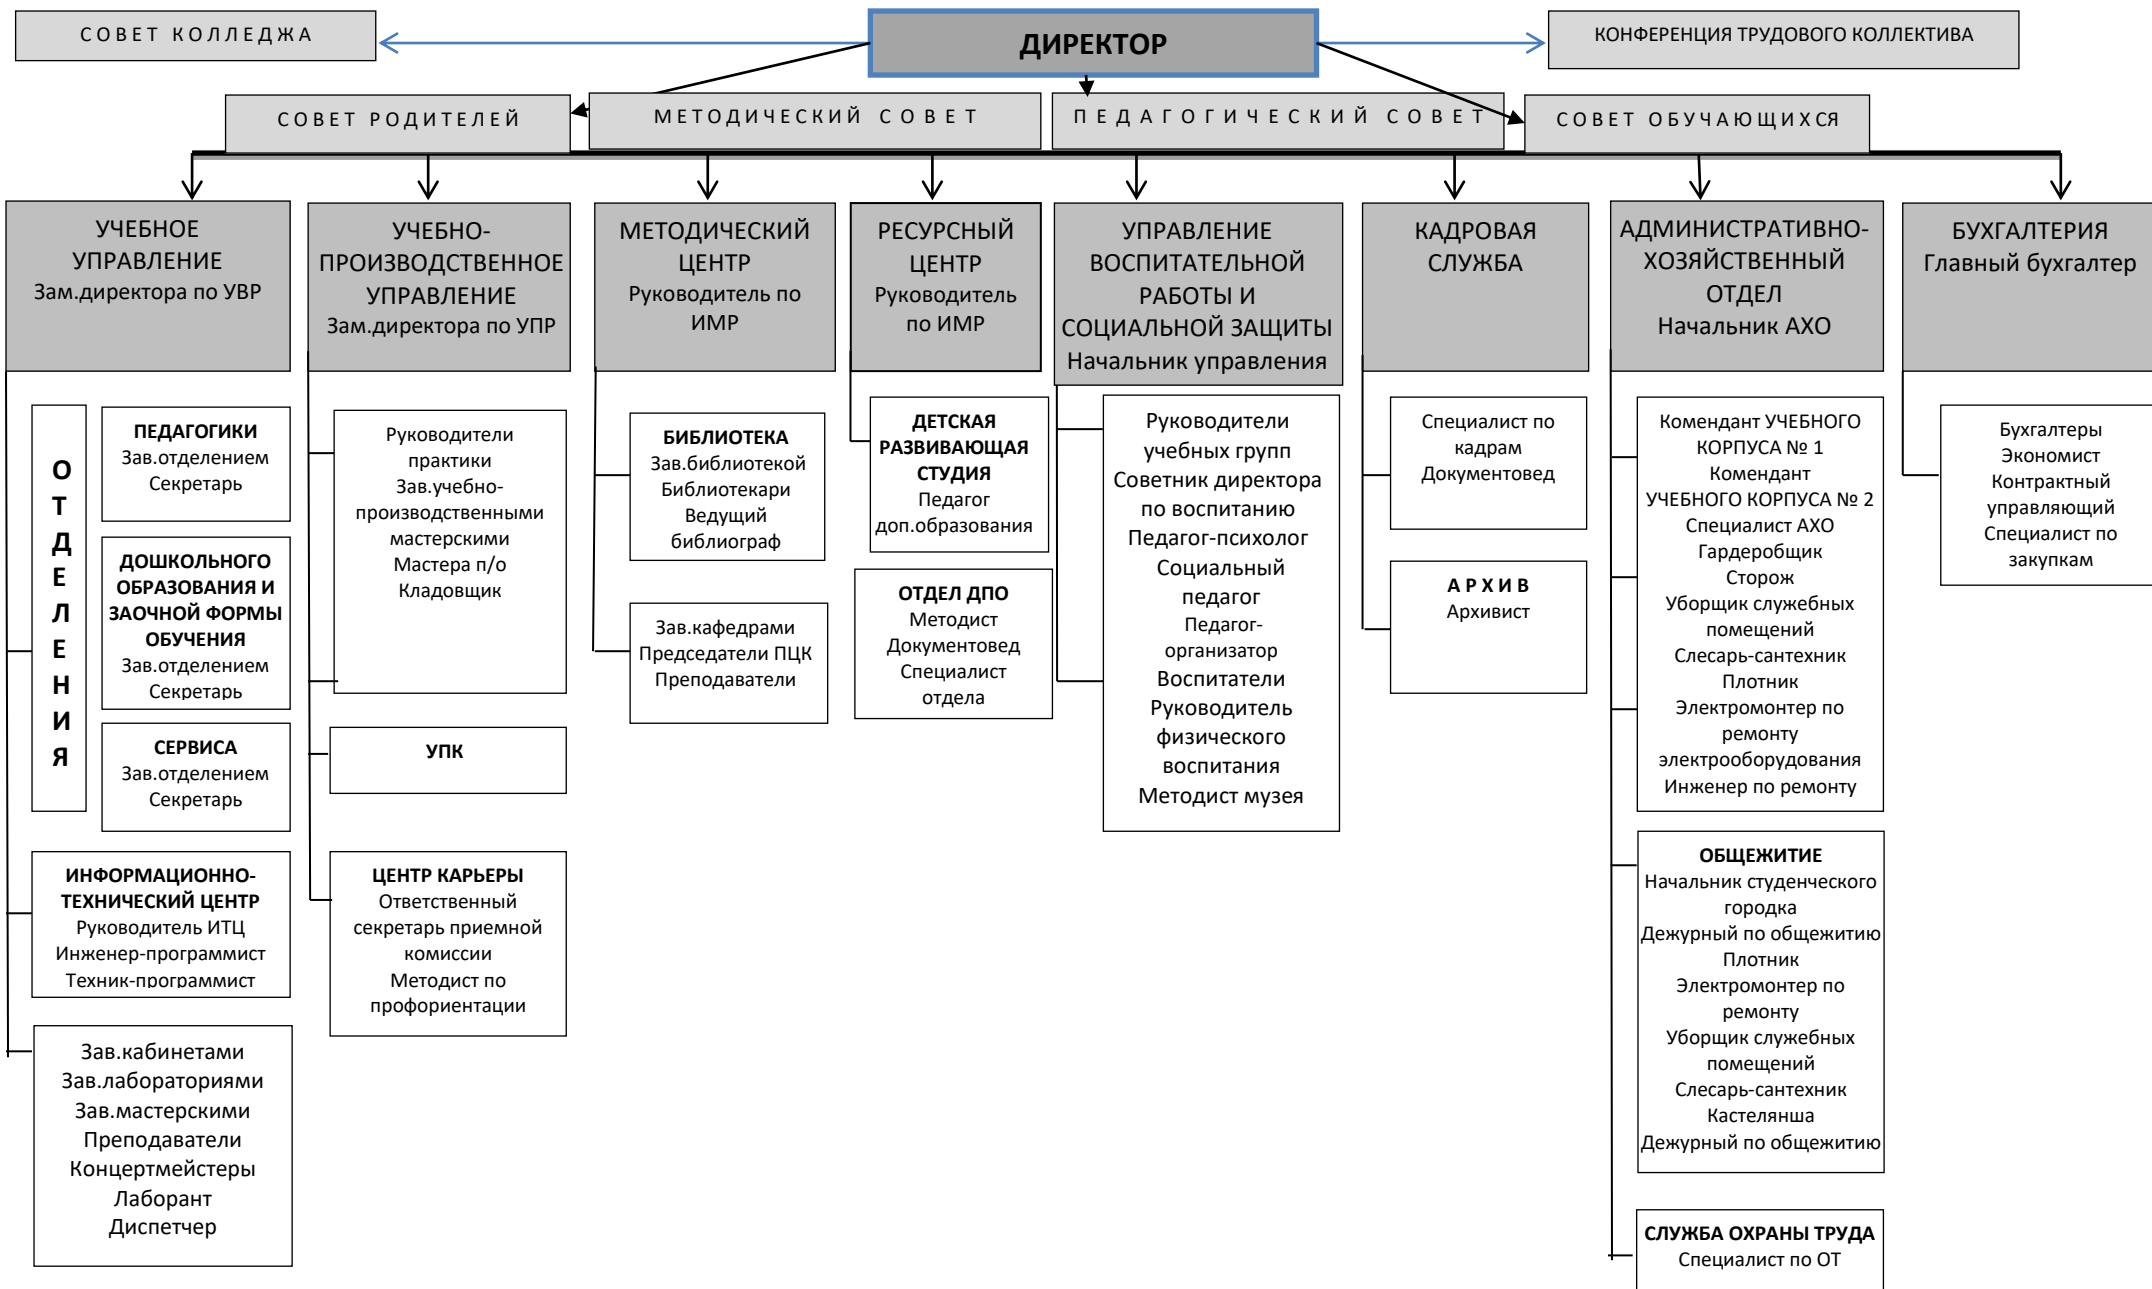 СОВЕТ КОЛЛЕДЖА
ДИРЕКТОР
КОНФЕРЕНЦИЯ ТРУДОВОГО КОЛЛЕКТИВА
СОВЕТ РОДИТЕЛЕЙ
МЕТОДИЧЕСКИЙ СОВЕТ
ПЕДАГОГИЧЕСКИЙ СОВЕТ
СОВЕТ ОБУЧАЮЩИХСЯ
УЧЕБНОЕ
УПРАВЛЕНИЕ
Зам.директора по УВР
УЧЕБНО-
ПРОИЗВОДСТВЕННОЕ
УПРАВЛЕНИЕ
Зам.директора по УПР
МЕТОДИЧЕСКИЙ
ЦЕНТР
Руководитель по
ИМР
РЕСУРСНЫЙ
ЦЕНТР
Руководитель
по ИМР
УПРАВЛЕНИЕ
ВОСПИТАТЕЛЬНОЙ
РАБОТЫ И
СОЦИАЛЬНОЙ ЗАЩИТЫ
Начальник управления
КАДРОВАЯ
СЛУЖБА
АДМИНИСТРАТИВНО-
ХОЗЯЙСТВЕННЫЙ
ОТДЕЛ
Начальник АХО
БУХГАЛТЕРИЯ
Главный бухгалтер
ОТДЕЛЕНИЯ
ПЕДАГОГИКИ
Зав.отделением
Секретарь
ДОШКОЛЬНОГО
ОБРАЗОВАНИЯ И
ЗАОЧНОЙ ФОРМЫ
ОБУЧЕНИЯ
Зав.отделением
Секретарь
СЕРВИСА
Зав.отделением
Секретарь
ИНФОРМАЦИОННО-
ТЕХНИЧЕСКИЙ ЦЕНТР
Руководитель ИТЦ
Инженер-программист
Техник-программист
Зав.кабинетами
Зав.лабораториями
Зав.мастерскими
Преподаватели
Концертмейстеры
Лаборант
Диспетчер
Руководители
практики
Зав.учебно-
производственными
мастерскими
Мастера п/о
Кладовщик
УПК
ЦЕНТР КАРЬЕРЫ
Ответственный
секретарь приемной
комиссии
Методист по
профориентации
БИБЛИОТЕКА
Зав.библиотекой
Библиотекари
Ведущий
библиограф
Зав.кафедрами
Председатели ПЦК
Преподаватели
ДЕТСКАЯ
РАЗВИВАЮЩАЯ
СТУДИЯ
Педагог
доп.образования
ОТДЕЛ ДПО
Методист
Документовед
Специалист
отдела
Руководители
учебных групп
Советник директора
по воспитанию
Педагог-психолог
Социальный
педагог
Педагог-
организатор
Воспитатели
Руководитель
физического
воспитания
Методист музея
Специалист по
кадрам
Документовед
АРХИВ
Архивист
Комендант УЧЕБНОГО
КОРПУСА № 1
Комендант
УЧЕБНОГО КОРПУСА № 2
Специалист АХО
Гардеробщик
Сторож
Уборщик служебных
помещений
Слесарь-сантехник
Плотник
Электромонтер по
ремонту
электрооборудования
Инженер по ремонту
ОБЩЕЖИТИЕ
Начальник студенческого
городка
Дежурный по общежитию
Плотник
Электромонтер по
ремонту
Уборщик служебных
помещений
Слесарь-сантехник
Кастелянша
Дежурный по общежитию
СЛУЖБА ОХРАНЫ ТРУДА
Специалист по ОТ
Бухгалтеры
Экономист
Контрактный
управляющий
Специалист по
закупкам